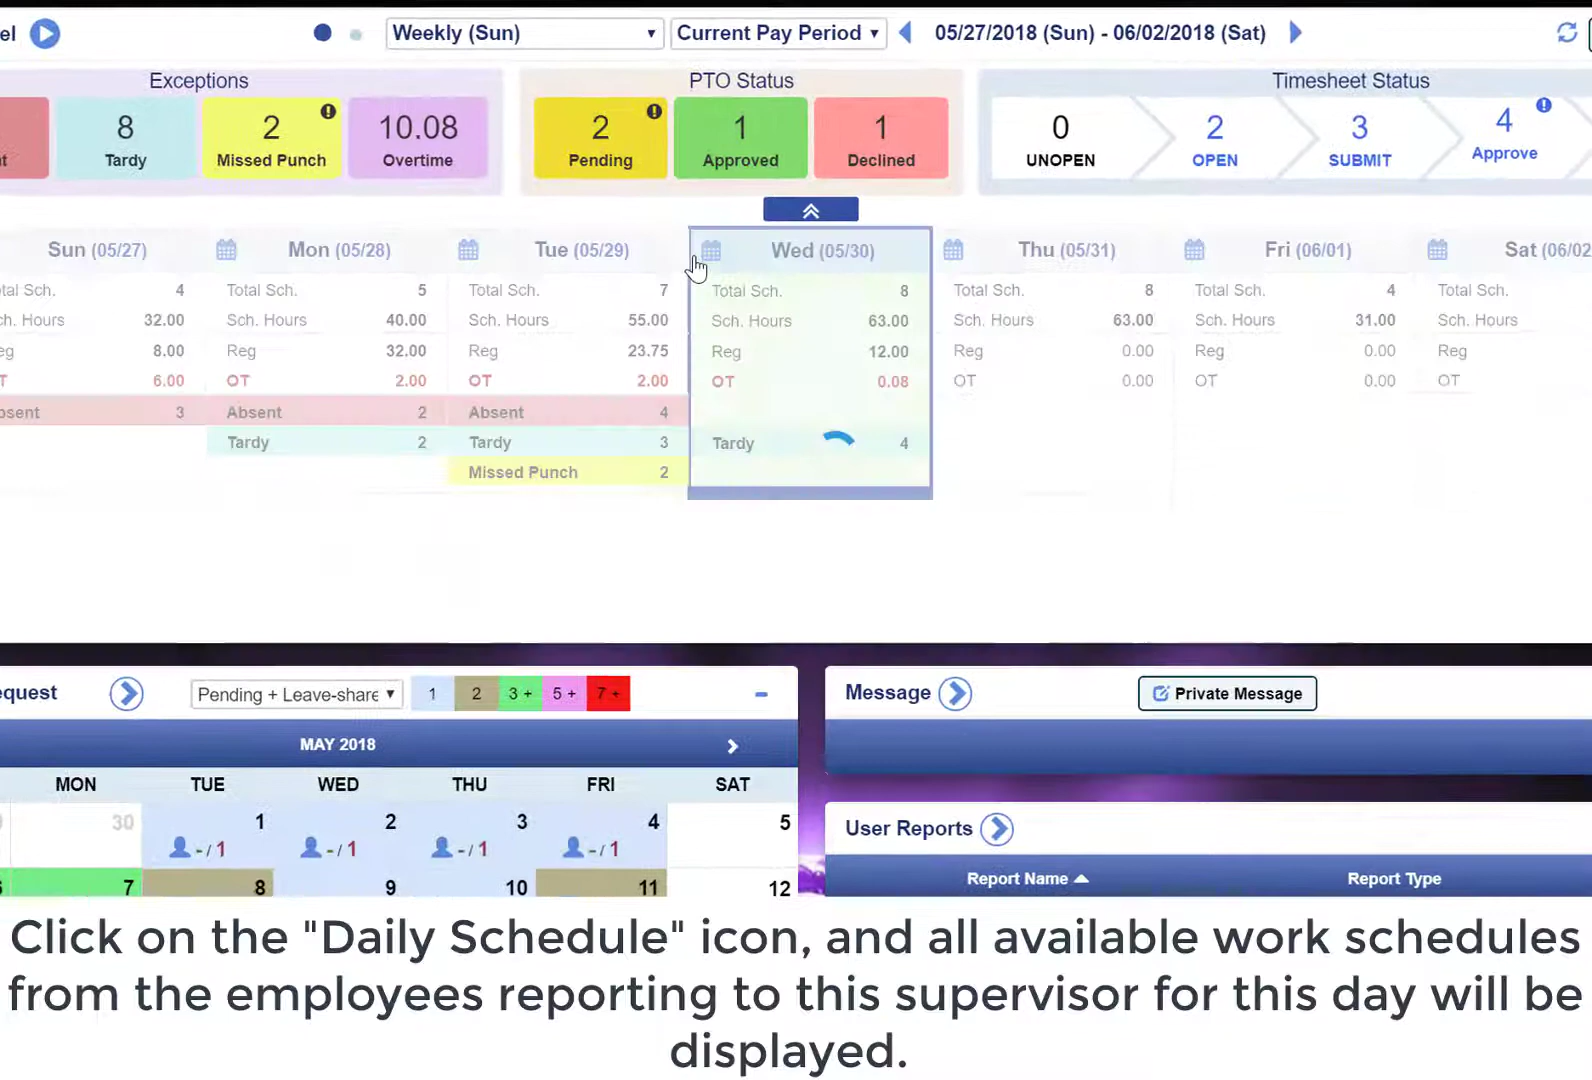 el
Weekly (Sun)
Current Pay Period
05/27/2018 (Sun) - 06/02/2018 (Sat)
Exceptions
PTO Status
Timesheet Status
8
2
10.08
2
1
1
0
2
3
4
t
Tardy
Missed Punch
Overtime
Pending
Approved
Declined
UNOPEN
OPEN
SUBMIT
Approve
Sun (05/27)
Mon (05/28)
Tue (05/29)
Wed (05/30)
Thu (05/31)
Fri (06/01)
Sat (06/02
tal Sch. 4
Total Sch. 5
Total Sch. 7
Total Sch. 8
Total Sch. 8
Total Sch. 4
Total Sch.
ch. Hours 32.00
Sch. Hours 40.00
Sch. Hours 55.00
Sch. Hours 63.00
Sch. Hours 63.00
Sch. Hours 31.00
Sch. Hours
eg 8.00
Reg 32.00
Reg 23.75
Reg 12.00
Reg 0.00
Reg 0.00
Reg
T 6.00
OT 2.00
OT 2.00
OT 0.08
OT 0.00
OT 0.00
OT
bsent 3
Absent 2
Absent 4
Tardy 2
Tardy 3
Tardy 4
Missed Punch 2
equest
Pending + Leave-share
1 2 3 + 5 + 7 +
Message
Private Message
MAY 2018
MON TUE WED THU FRI SAT
30 1 2 3 4 5
- / 1 - / 1 - / 1 - / 1
7 8 9 10 11 12
User Reports
Report Name
Report Type
Click on the "Daily Schedule" icon, and all available work schedules
from the employees reporting to this supervisor for this day will be
displayed.